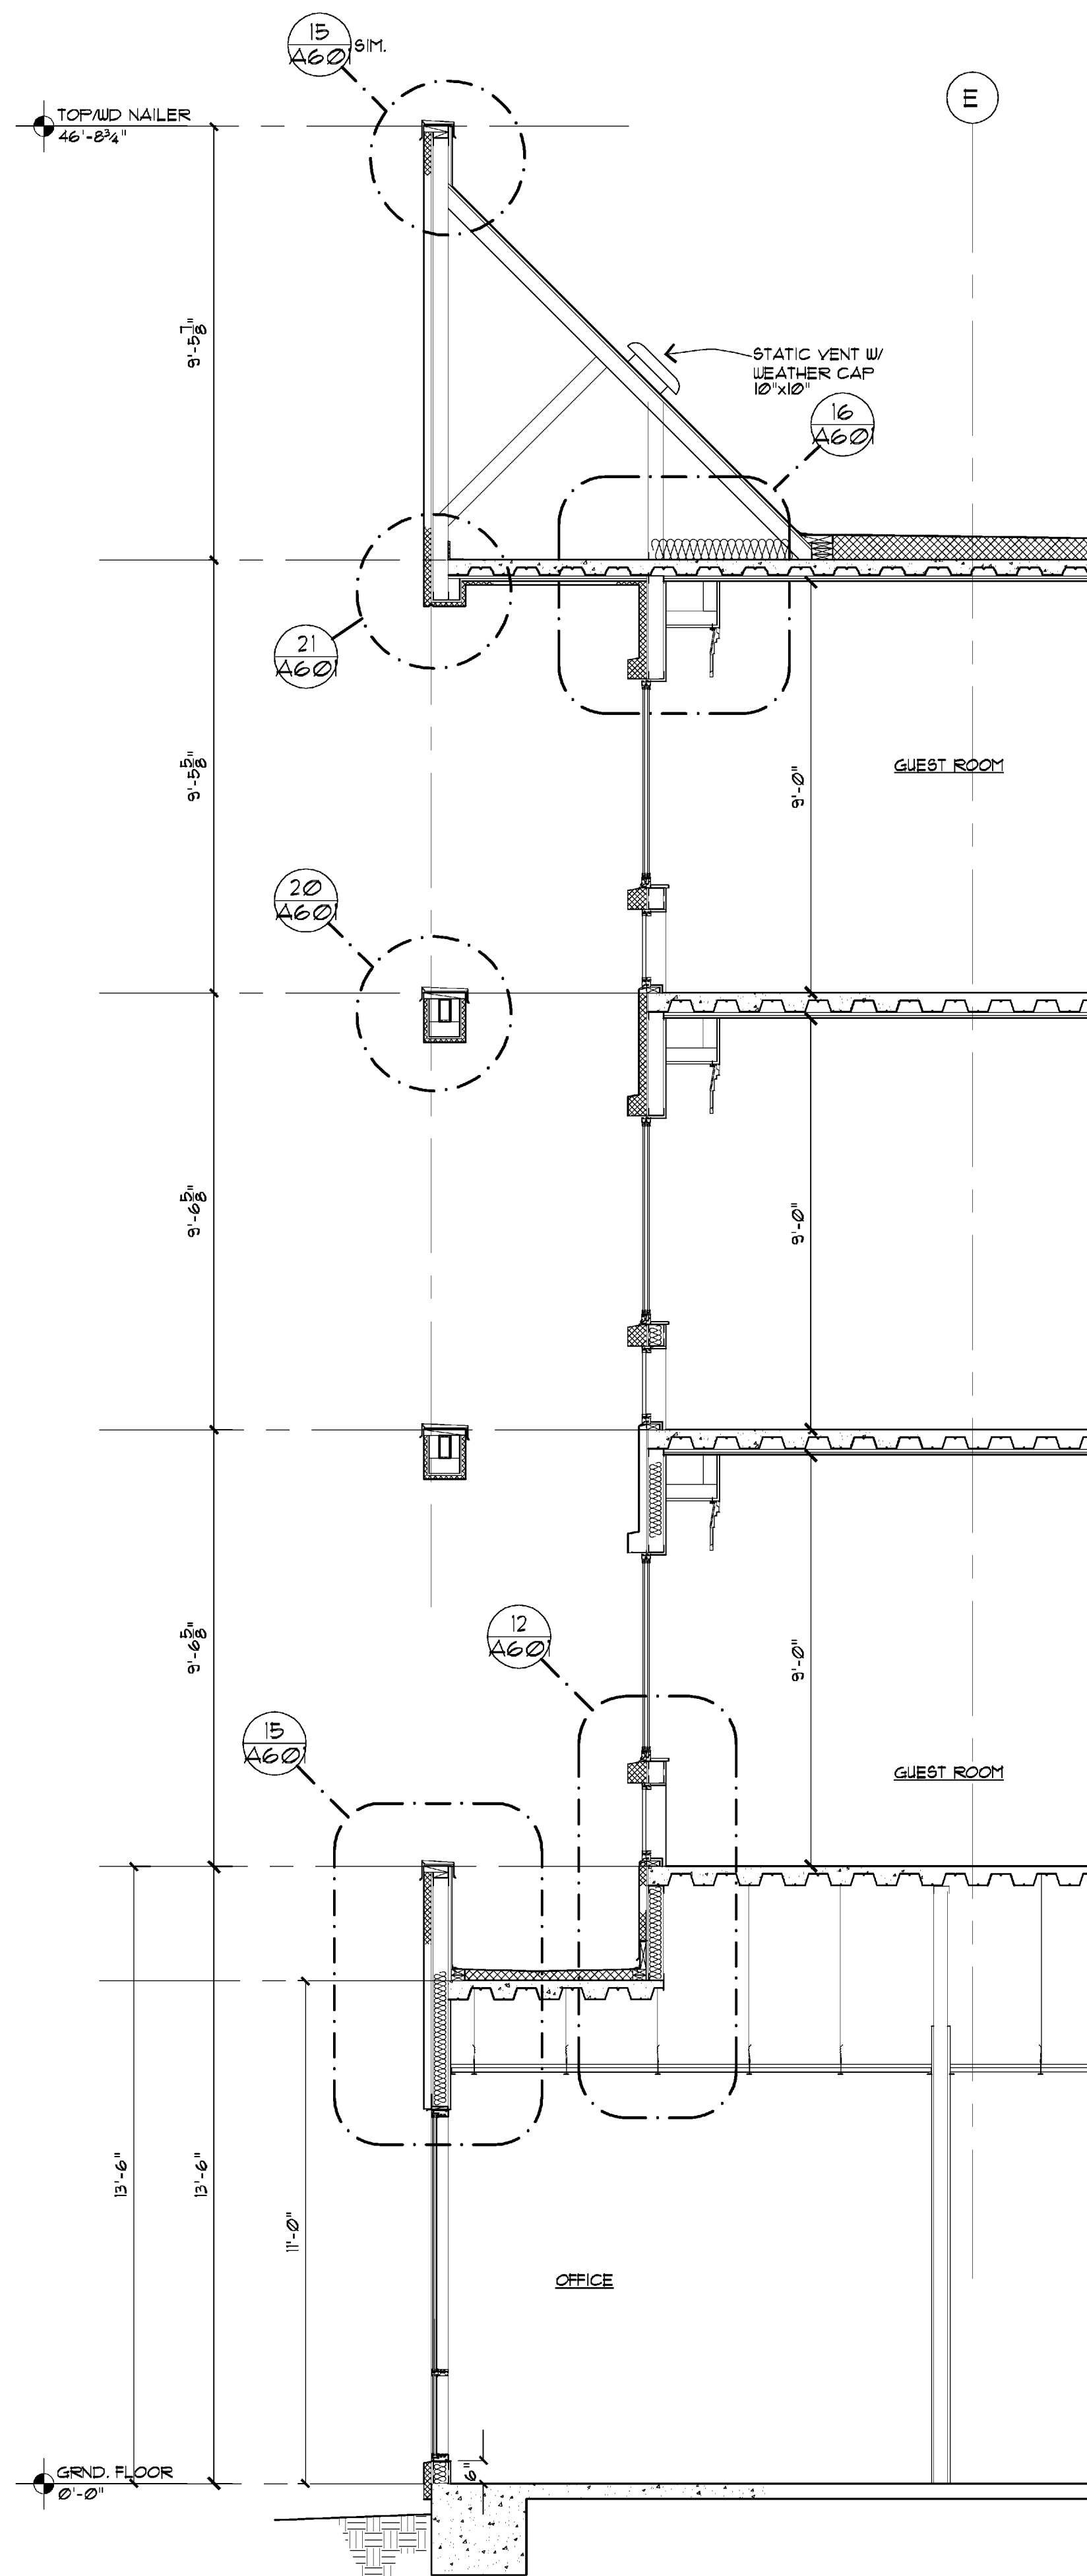 15
A601
SIM.
E
TOP/WD NAILER
46'-8¾"
9'-5⅞"
STATIC VENT W/
WEATHER CAP
10"x10"
16
A601
21
A601
9'-5⅝"
9'-0"
GUEST ROOM
20
A601
9'-6⅝"
9'-0"
12
A601
9'-6⅝"
9'-0"
15
A601
GUEST ROOM
13'-6"
13'-6"
11'-0"
OFFICE
6"
GRND. FLOOR
0'-0"